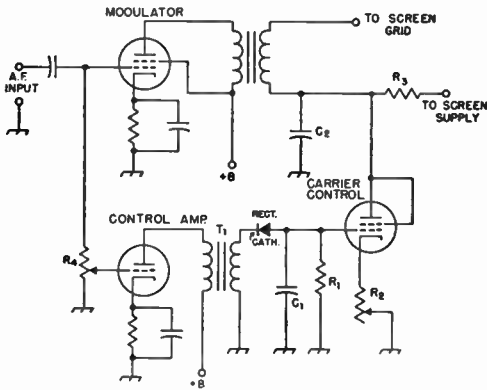 MODULATOR
TO SCREEN
GRID
A.F.
INPUT
R3
TO SCREEN
SUPPLY
C2
+B
CARRIER
CONTROL
CONTROL AMP.
T1
RECT.
CATH.
R4
C1
R1
R2
+B